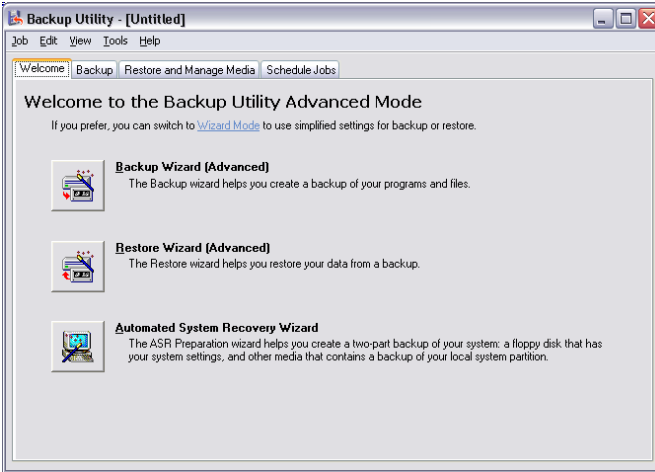 Backup Utility - [Untitled]
Job Edit View Tools Help
Welcome Backup Restore and Manage Media Schedule Jobs
Welcome to the Backup Utility Advanced Mode
If you prefer, you can switch to Wizard Mode to use simplified settings for backup or restore.
Backup Wizard (Advanced)
The Backup wizard helps you create a backup of your programs and files.
Restore Wizard (Advanced)
The Restore wizard helps you restore your data from a backup.
Automated System Recovery Wizard
The ASR Preparation wizard helps you create a two-part backup of your system: a floppy disk that has
your system settings, and other media that contains a backup of your local system partition.